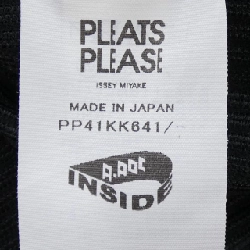 PLEATS
PLEASE
ISSEY MIYAKE
MADE IN JAPAN
PP41KK641/
A-POC
INSIDE